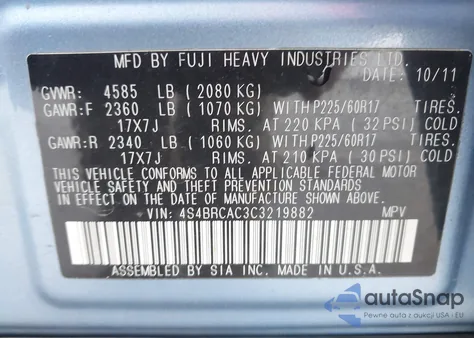 MFD BY FUJI HEAVY INDUSTRIES LTD.
DATE: 10/11
GVWR: 4585 LB (2080 KG)
GAWR:F 2360 LB (1070 KG) WITH P225/60R17 TIRES.
17X7J RIMS. AT 220 KPA (32 PSI) COLD
GAWR:R 2340 LB (1060 KG) WITH P225/60R17 TIRES.
17X7J RIMS. AT 210 KPA (30 PSI) COLD
THIS VEHICLE CONFORMS TO ALL APPLICABLE FEDERAL MOTOR
VEHICLE SAFETY AND THEFT PREVENTION STANDARDS
IN EFFECT ON THE DATE OF MANUFACTURE SHOWN ABOVE.
VIN: 4S4BRCAC3C3219882 MPV
ASSEMBLED BY SIA INC. MADE IN U.S.A.
autoSnap
Pewne auta z aukcji USA i EU